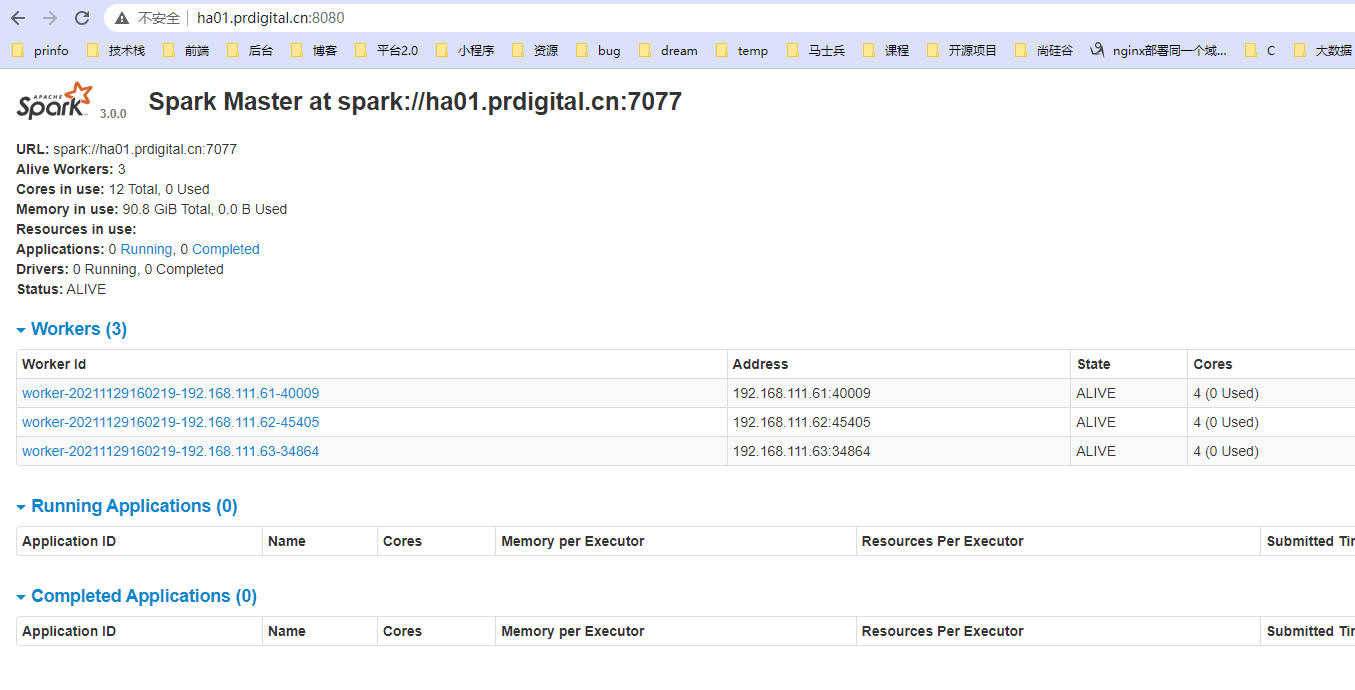 不安全 ha01.prdigital.cn:8080
prinfo 技术栈 前端 后台 博客 平台2.0 小程序 资源 bug dream temp 马士兵 课程 开源项目 尚硅谷 nginx部署同一个域... C 大数据
APACHE Spark 3.0.0 Spark Master at spark://ha01.prdigital.cn:7077
URL: spark://ha01.prdigital.cn:7077
Alive Workers: 3
Cores in use: 12 Total, 0 Used
Memory in use: 90.8 GiB Total, 0.0 B Used
Resources in use:
Applications: 0 Running, 0 Completed
Drivers: 0 Running, 0 Completed
Status: ALIVE
Workers (3)
Worker Id Address State Cores
worker-20211129160219-192.168.111.61-40009 192.168.111.61:40009 ALIVE 4 (0 Used)
worker-20211129160219-192.168.111.62-45405 192.168.111.62:45405 ALIVE 4 (0 Used)
worker-20211129160219-192.168.111.63-34864 192.168.111.63:34864 ALIVE 4 (0 Used)
Running Applications (0)
Application ID Name Cores Memory per Executor Resources Per Executor Submitted Tir
Completed Applications (0)
Application ID Name Cores Memory per Executor Resources Per Executor Submitted Tir